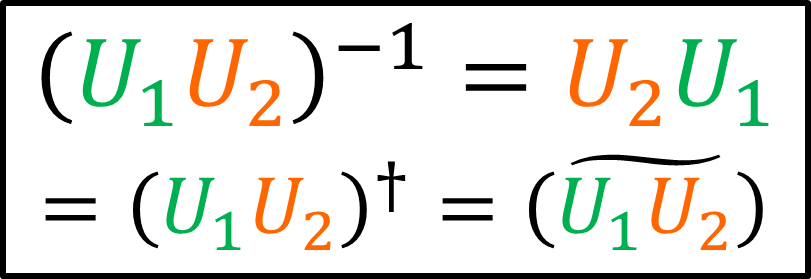 (U₁U₂)⁻¹ = U₂U₁
= (U₁U₂)† = (U₁U₂)͠